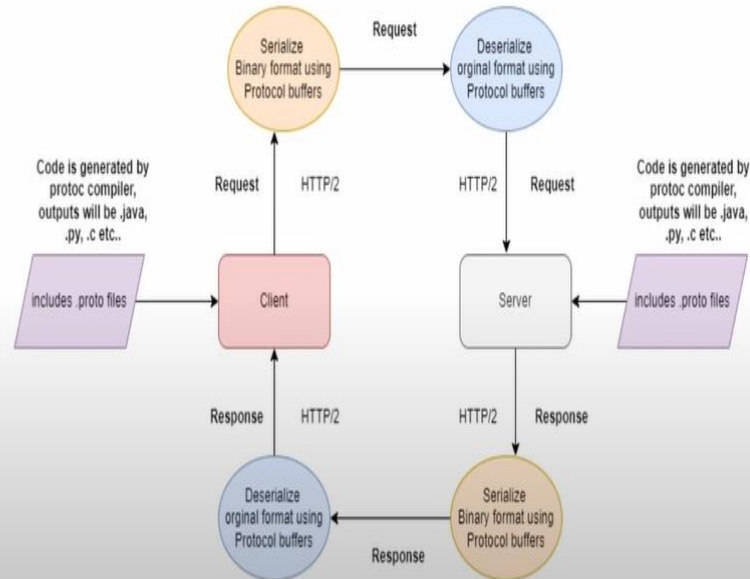 Serialize
Binary format using
Protocol buffers
Request
Deserialize
orginal format using
Protocol buffers
Code is generated by
protoc compiler,
outputs will be .java,
.py, .c etc..
Request
HTTP/2
HTTP/2
Request
Code is generated by
protoc compiler,
outputs will be .java,
.py, .c etc..
includes .proto files
Client
Server
includes .proto files
Response
HTTP/2
HTTP/2
Response
Deserialize
orginal format using
Protocol buffers
Response
Serialize
Binary format using
Protocol buffers